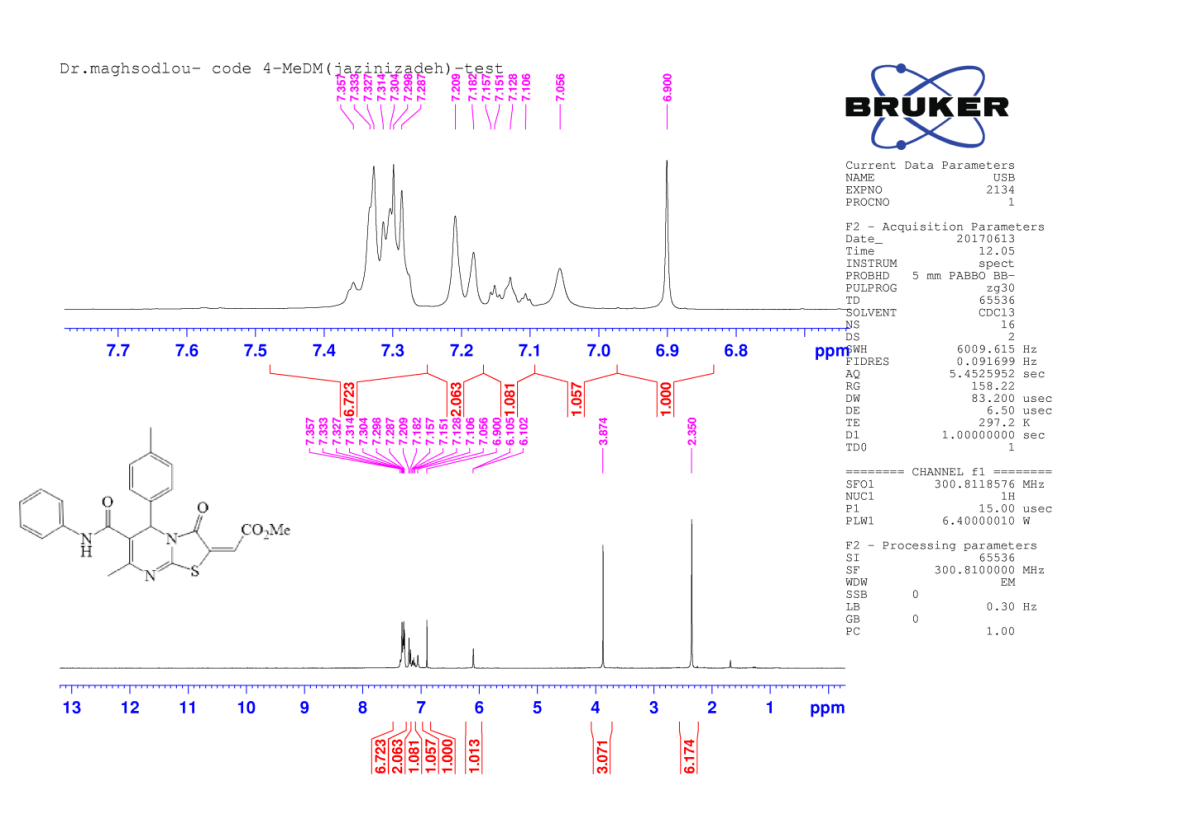 Dr.maghsodlou- code 4-MeDM(jazinizadeh)-test
7.357
7.333
7.327
7.314
7.304
7.298
7.287
7.209
7.182
7.157
7.151
7.128
7.106
7.056
6.900
BRUKER
Current Data Parameters
NAME USB
EXPNO 2134
PROCNO 1
F2 - Acquisition Parameters
Date_ 20170613
Time 12.05
INSTRUM spect
PROBHD 5 mm PABBO BB-
PULPROG zg30
TD 65536
SOLVENT CDCl3
NS 16
DS 2
SWH 6009.615 Hz
FIDRES 0.091699 Hz
AQ 5.4525952 sec
RG 158.22
DW 83.200 usec
DE 6.50 usec
TE 297.2 K
D1 1.00000000 sec
TD0 1
======== CHANNEL f1 ========
SFO1 300.8118576 MHz
NUC1 1H
P1 15.00 usec
PLW1 6.40000010 W
F2 - Processing parameters
SI 65536
SF 300.8100000 MHz
WDW EM
SSB 0
LB 0.30 Hz
GB 0
PC 1.00
7.7 7.6 7.5 7.4 7.3 7.2 7.1 7.0 6.9 6.8 ppm
6.723
2.063
1.081
1.057
1.000
7.357
7.333
7.327
7.314
7.304
7.298
7.287
7.209
7.182
7.157
7.151
7.128
7.106
7.056
6.900
6.105
6.102
3.874
2.350
O
O
CO2Me
N
H
N
N
S
13 12 11 10 9 8 7 6 5 4 3 2 1 ppm
6.723
2.063
1.081
1.057
1.000
1.013
3.071
6.174